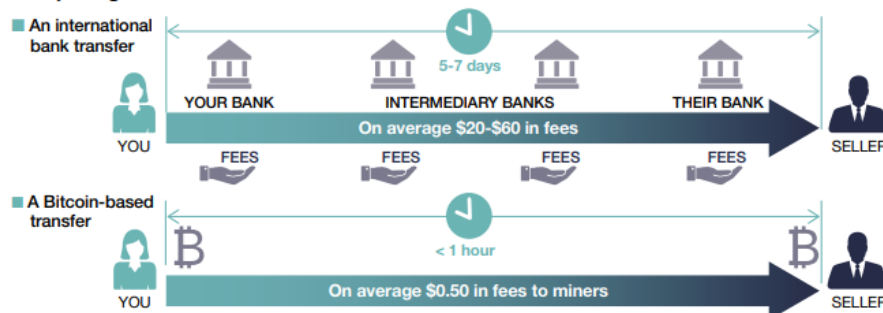 An international
bank transfer
5-7 days
YOUR BANK
INTERMEDIARY BANKS
THEIR BANK
On average $20-$60 in fees
YOU
SELLER
FEES
FEES
FEES
FEES
A Bitcoin-based
transfer
< 1 hour
On average $0.50 in fees to miners
YOU
SELLER